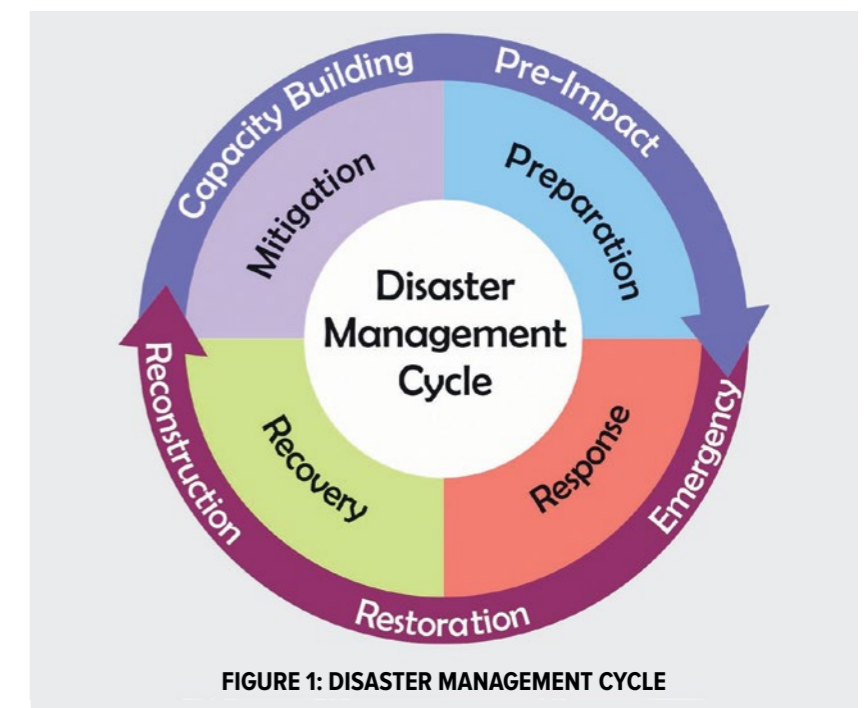 Capacity Building
Pre-Impact
Mitigation
Preparation
Disaster
Management
Cycle
Reconstruction
Recovery
Response
Emergency
Restoration
FIGURE 1: DISASTER MANAGEMENT CYCLE